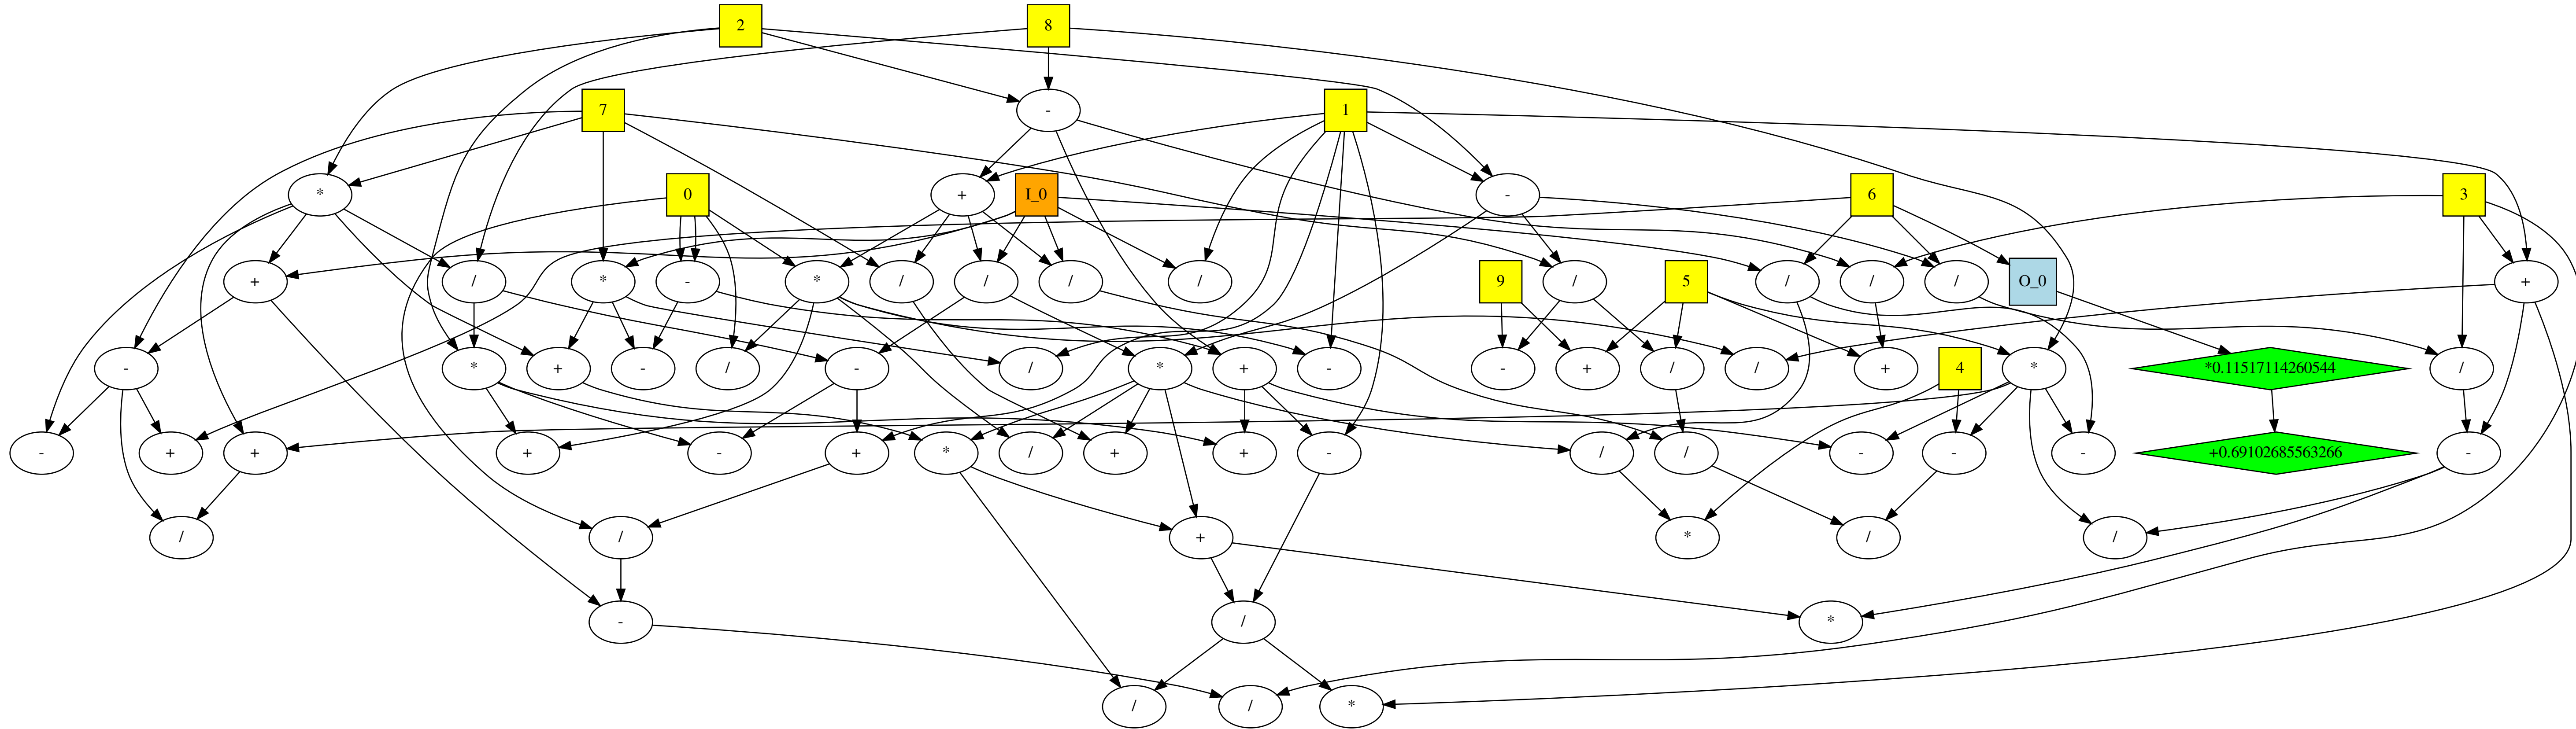 2 8
7 1
* 0 + I_0 - 6 3
-
+ / * - * / / / / 9 / 5 / / / O_0 +
- * + - / - / * + - - + / / + 4 * *0.11517114260544 /
- + + + - + * / + + - / / - - - +0.69102685563266 -
/ / + * / /
- / *
/ / *